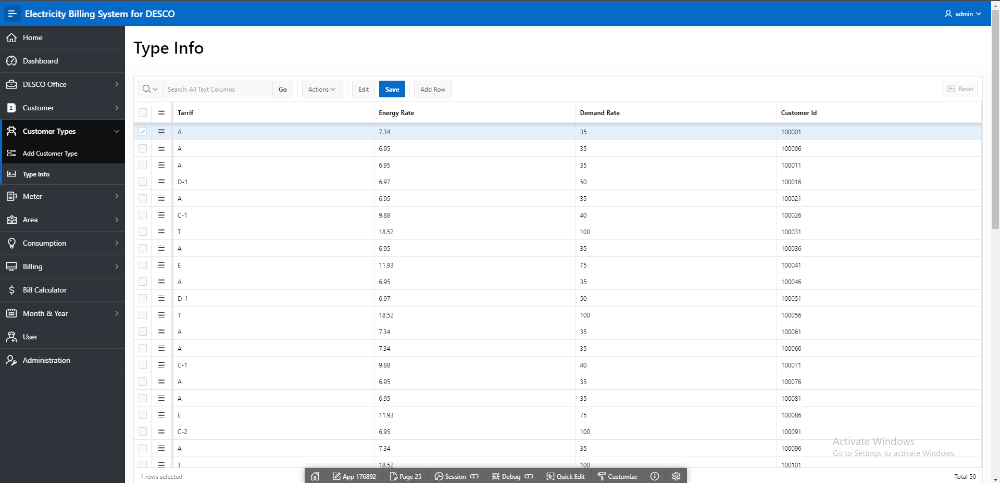 Electricity Billing System for DESCO
admin
Home
Dashboard
DESCO Office
Customer
Customer Types
Add Customer Type
Type Info
Meter
Area
Consumption
Billing
Bill Calculator
Month & Year
User
Administration
Type Info
Search: All Text Columns Go Actions Edit Save Add Row Reset
Tarrif Energy Rate Demand Rate Customer Id
A 7.34 35 100001
A 6.95 35 100006
A 6.95 35 100011
D-1 6.97 50 100016
A 6.95 35 100021
C-1 9.88 40 100026
T 18.52 100 100031
A 6.95 35 100036
E 11.93 75 100041
A 6.95 35 100046
D-1 6.97 50 100051
T 18.52 100 100056
A 7.34 35 100061
A 7.34 35 100066
C-1 9.88 40 100071
A 6.95 35 100076
A 6.95 35 100081
E 11.93 75 100086
C-2 6.95 100 100091
A 7.34 35 100096
T 18.52 100 100101
Activate Windows
Go to Settings to activate Windows.
1 rows selected
App 176892 Page 25 Session Debug Quick Edit Customize
Total 50